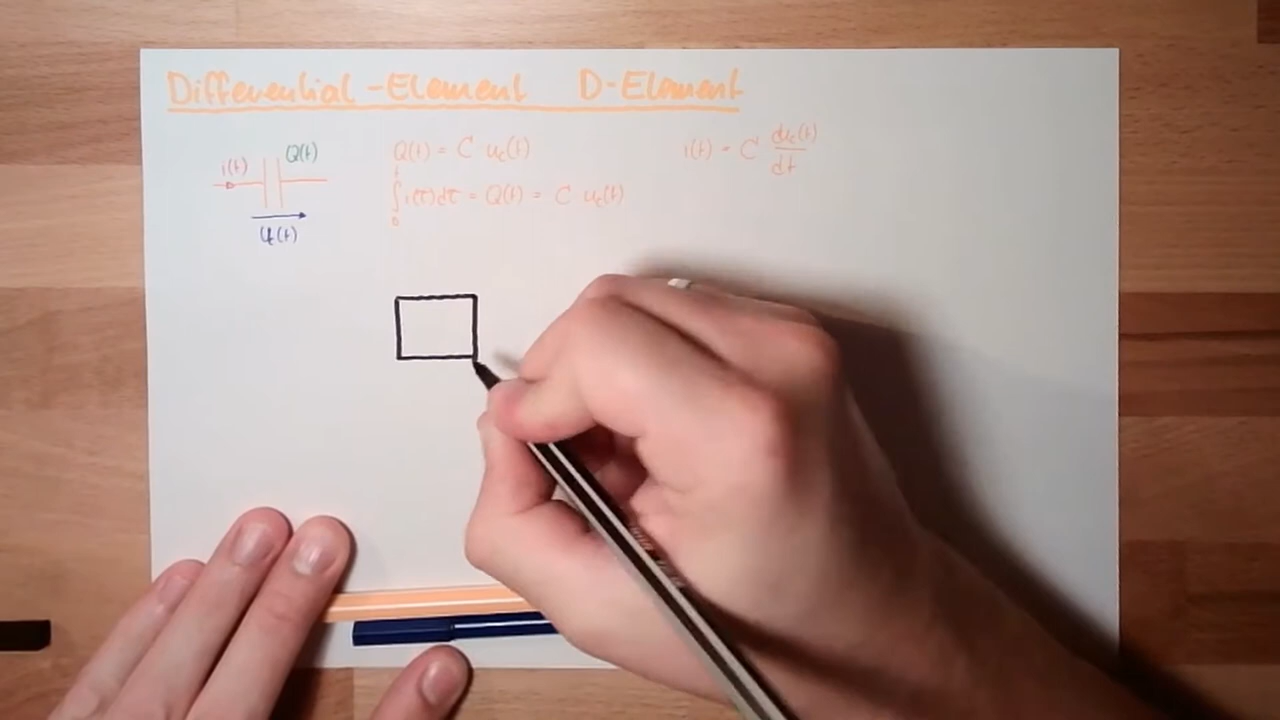 Differential-Element D-Element
i(t) Q(t)
u_c(t)
Q(t) = C u_c(t)
∫₀ᵗ i(τ)dτ = Q(t) = C u_c(t)
i(t) = C du_c(t)/dt